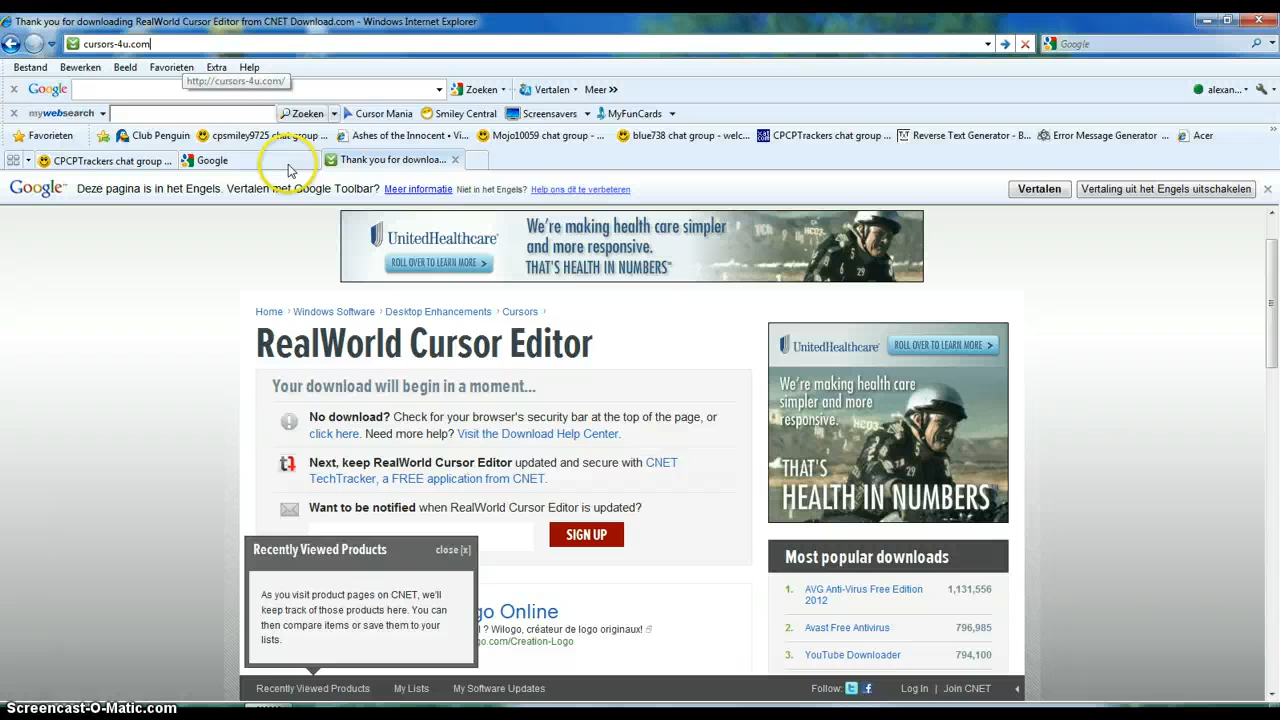 Thank you for downloading RealWorld Cursor Editor from CNET Download.com - Windows Internet Explorer
cursors-4u.com
Google
Bestand Bewerken Beeld Favorieten Extra Help
http://cursors-4u.com/
Google Zoeken Vertalen Meer » alexan...
mywebsearch Zoeken Cursor Mania Smiley Central Screensavers MyFunCards
Favorieten Club Penguin cpsmiley9725 chat group ... Ashes of the Innocent • Vi... Mojo10059 chat group - ... blue738 chat group - welc... CPCPTrackers chat group ... Reverse Text Generator - B... Error Message Generator ... Acer
CPCPTrackers chat group ... Google Thank you for downloa...
Google Deze pagina is in het Engels. Vertalen met Google Toolbar? Meer informatie Niet in het Engels? Help ons dit te verbeteren Vertalen Vertaling uit het Engels uitschakelen
UnitedHealthcare
ROLL OVER TO LEARN MORE >
We're making health care simpler
and more responsive.
THAT'S HEALTH IN NUMBERS
Home › Windows Software › Desktop Enhancements › Cursors ›
RealWorld Cursor Editor
Your download will begin in a moment...
No download? Check for your browser's security bar at the top of the page, or
click here. Need more help? Visit the Download Help Center.
Next, keep RealWorld Cursor Editor updated and secure with CNET
TechTracker, a FREE application from CNET.
Want to be notified when RealWorld Cursor Editor is updated?
SIGN UP
Recently Viewed Products close [x]
As you visit product pages on CNET, we'll
keep track of those products here. You can
then compare items or save them to your
lists.
go Online
l ? Wilogo, créateur de logo originaux!
go.com/Creation-Logo
UnitedHealthcare ROLL OVER TO LEARN MORE >
We're making health care
simpler and more
responsive.
THAT'S
HEALTH IN NUMBERS
Most popular downloads
1. AVG Anti-Virus Free Edition 2012 1,131,556
2. Avast Free Antivirus 796,985
3. YouTube Downloader 794,100
Recently Viewed Products My Lists My Software Updates Follow: Log In | Join CNET
Screencast-O-Matic.com